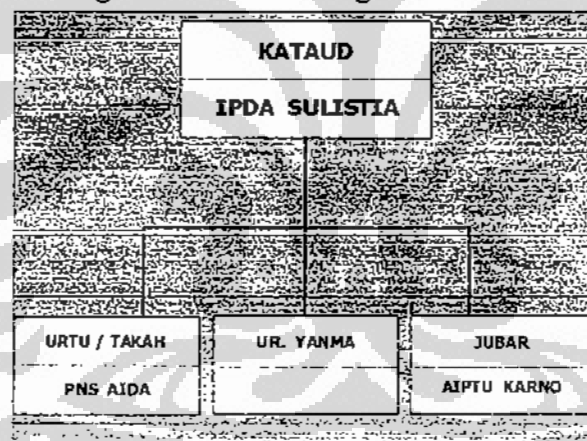 KATAUD
IPDA SULISTIA
URTU / TAKAH
PNS AIDA
UR. YANMA
JUBAR
AIPTU KARNO